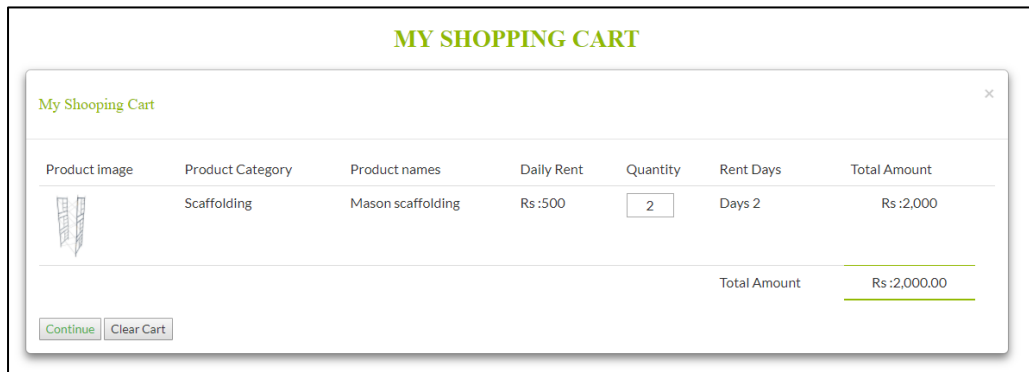 MY SHOPPING CART
My Shooping Cart
×
Product image Product Category Product names Daily Rent Quantity Rent Days Total Amount
Scaffolding Mason scaffolding Rs :500 2 Days 2 Rs :2,000
Total Amount Rs :2,000.00
Continue Clear Cart